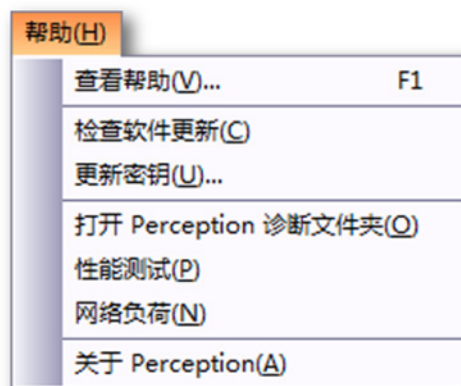 帮助(H)
查看帮助(V)... F1
检查软件更新(C)
更新密钥(U)...
打开 Perception 诊断文件夹(O)
性能测试(P)
网络负荷(N)
关于 Perception(A)